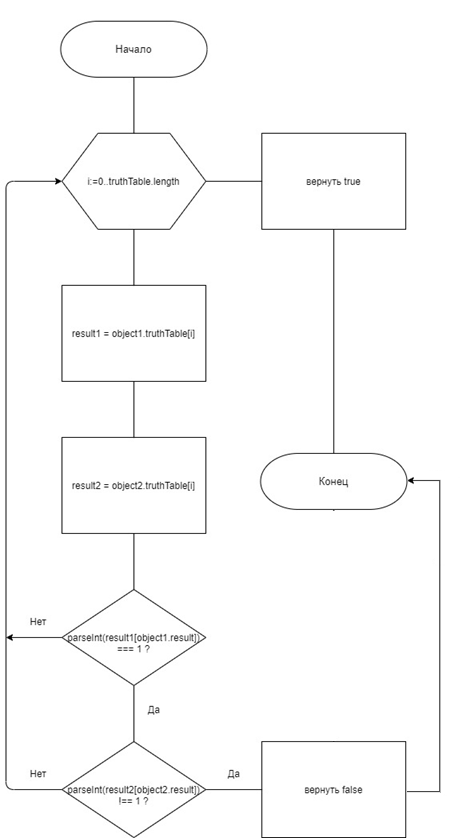 Начало
i:=0..truthTable.length
вернуть true
result1 = object1.truthTable[i]
result2 = object2.truthTable[i]
Конец
Нет
parseInt(result1[object1.result])
=== 1 ?
Да
Нет
parseInt(result2[object2.result])
!== 1 ?
Да
вернуть false